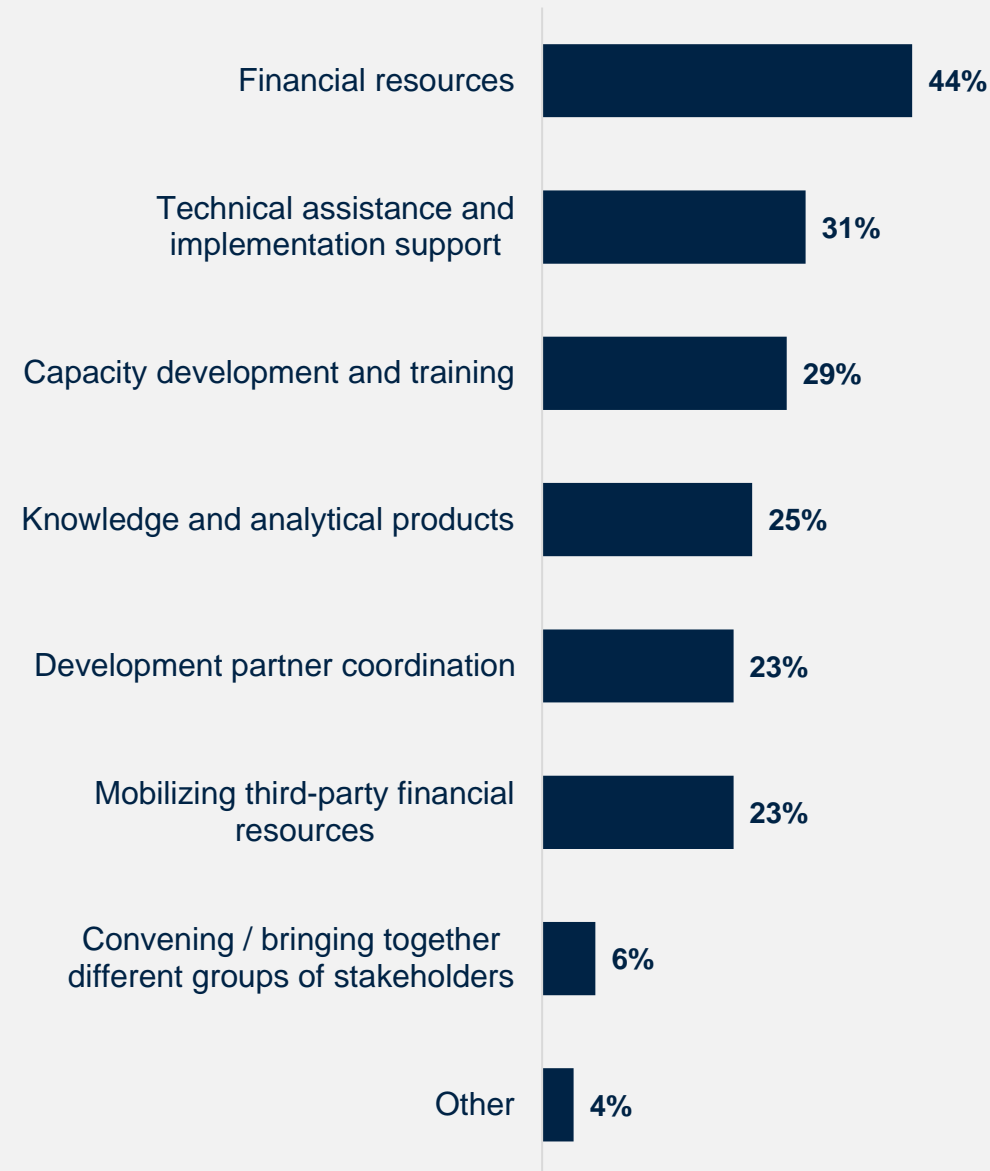 Financial resources
44%
Technical assistance and
implementation support
31%
Capacity development and training
29%
Knowledge and analytical products
25%
Development partner coordination
23%
Mobilizing third-party financial
resources
23%
Convening / bringing together
different groups of stakeholders
6%
Other
4%